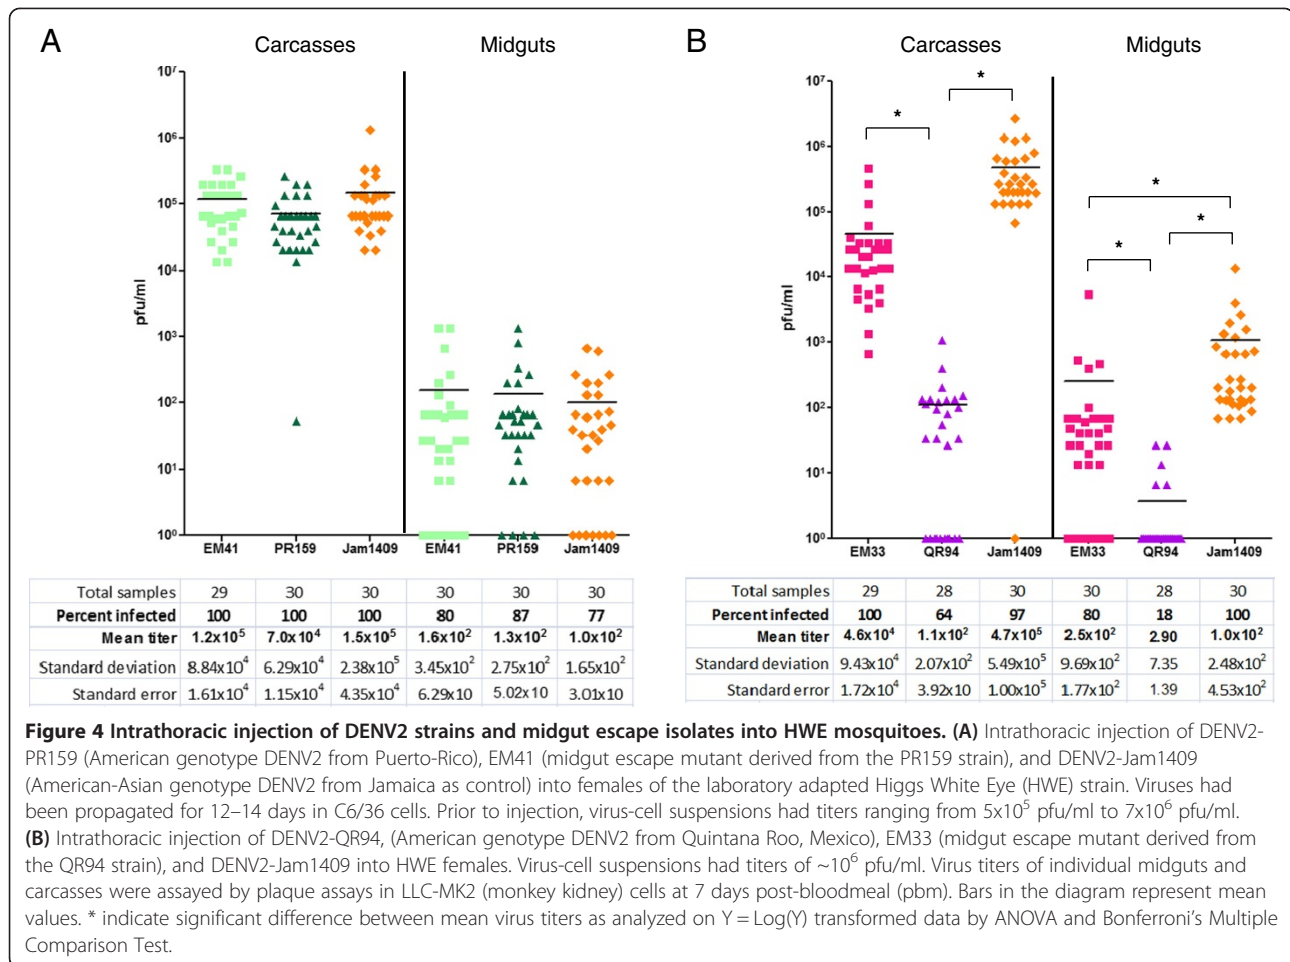 A
Carcasses
Midguts
10⁷
10⁶
10⁵
10⁴
10³
10²
10¹
10⁰
pfu/ml
EM41 PR159 Jam1409 EM41 PR159 Jam1409
Total samples 29 30 30 30 30 30
Percent infected 100 100 100 80 87 77
Mean titer 1.2x10⁵ 7.0x10⁴ 1.5x10⁵ 1.6x10² 1.3x10² 1.0x10²
Standard deviation 8.84x10⁴ 6.29x10⁴ 2.38x10⁵ 3.45x10² 2.75x10² 1.65x10²
Standard error 1.61x10⁴ 1.15x10⁴ 4.35x10⁴ 6.29x10 5.02x10 3.01x10
B
Carcasses
Midguts
10⁷
10⁶
10⁵
10⁴
10³
10²
10¹
10⁰
pfu/ml
* * * * *
EM33 QR94 Jam1409 EM33 QR94 Jam1409
Total samples 29 28 30 30 28 30
Percent infected 100 64 97 80 18 100
Mean titer 4.6x10⁴ 1.1x10² 4.7x10⁵ 2.5x10² 2.90 1.0x10²
Standard deviation 9.43x10⁴ 2.07x10² 5.49x10⁵ 9.69x10² 7.35 2.48x10²
Standard error 1.72x10⁴ 3.92x10 1.00x10⁵ 1.77x10² 1.39 4.53x10²
Figure 4 Intrathoracic injection of DENV2 strains and midgut escape isolates into HWE mosquitoes. (A) Intrathoracic injection of DENV2-
PR159 (American genotype DENV2 from Puerto-Rico), EM41 (midgut escape mutant derived from the PR159 strain), and DENV2-Jam1409
(American-Asian genotype DENV2 from Jamaica as control) into females of the laboratory adapted Higgs White Eye (HWE) strain. Viruses had
been propagated for 12–14 days in C6/36 cells. Prior to injection, virus-cell suspensions had titers ranging from 5x10⁵ pfu/ml to 7x10⁶ pfu/ml.
(B) Intrathoracic injection of DENV2-QR94, (American genotype DENV2 from Quintana Roo, Mexico), EM33 (midgut escape mutant derived from
the QR94 strain), and DENV2-Jam1409 into HWE females. Virus-cell suspensions had titers of ~10⁶ pfu/ml. Virus titers of individual midguts and
carcasses were assayed by plaque assays in LLC-MK2 (monkey kidney) cells at 7 days post-bloodmeal (pbm). Bars in the diagram represent mean
values. * indicate significant difference between mean virus titers as analyzed on Y = Log(Y) transformed data by ANOVA and Bonferroni's Multiple
Comparison Test.